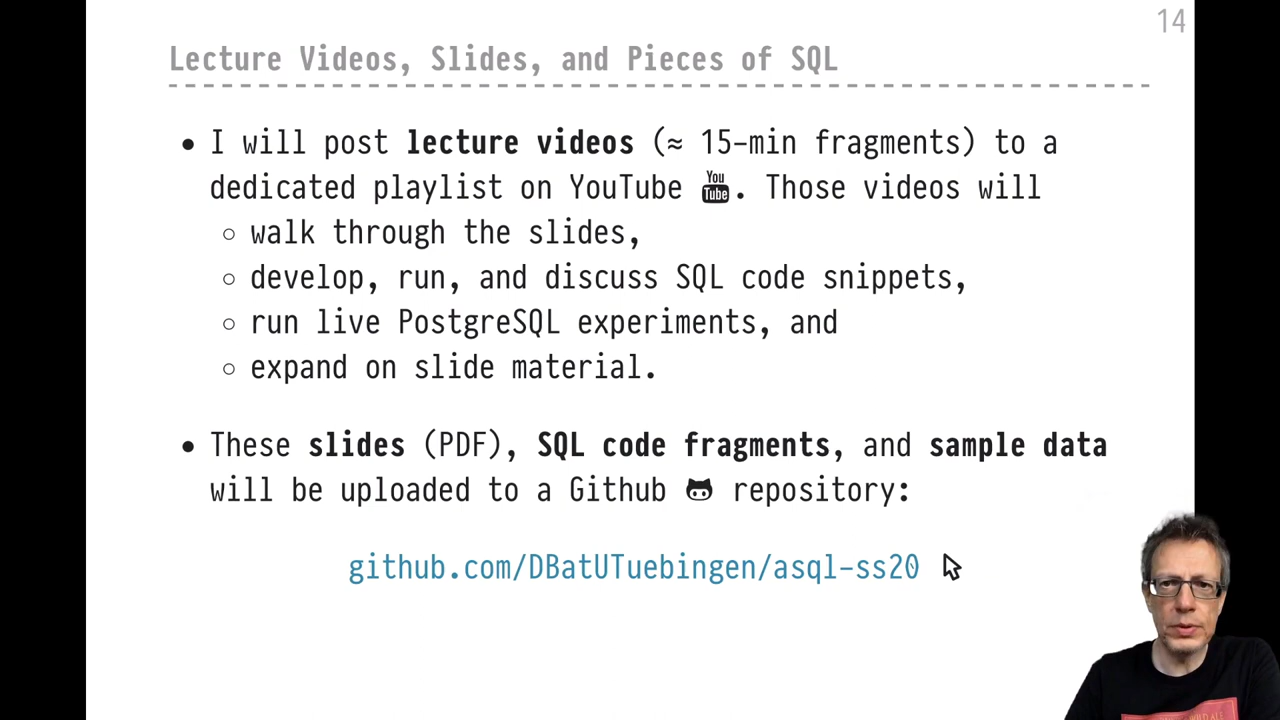 14
Lecture Videos, Slides, and Pieces of SQL
• I will post lecture videos (≈ 15-min fragments) to a
dedicated playlist on YouTube You Tube. Those videos will
◦ walk through the slides,
◦ develop, run, and discuss SQL code snippets,
◦ run live PostgreSQL experiments, and
◦ expand on slide material.
• These slides (PDF), SQL code fragments, and sample data
will be uploaded to a Github repository:
github.com/DBatUTuebingen/asql-ss20